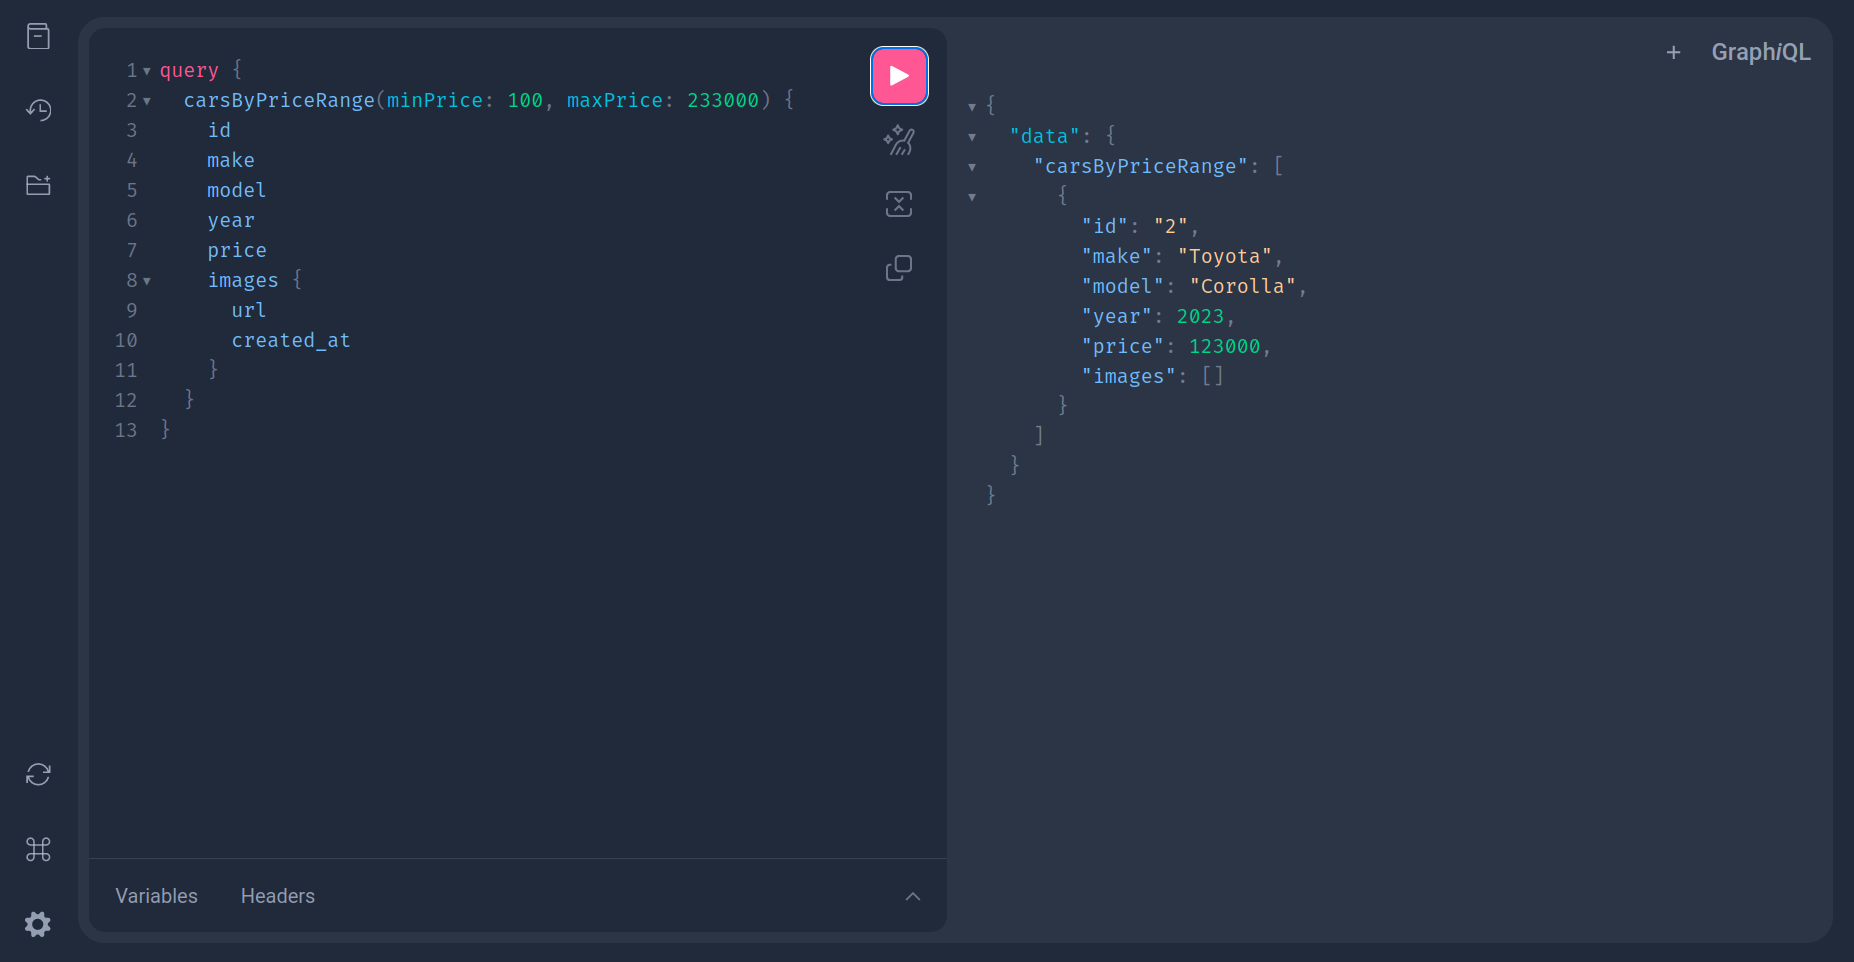 1 query {
2 carsByPriceRange(minPrice: 100, maxPrice: 233000) {
3 id
4 make
5 model
6 year
7 price
8 images {
9 url
10 created_at
11 }
12 }
13 }
Variables Headers
+ GraphiQL
{
"data": {
"carsByPriceRange": [
{
"id": "2",
"make": "Toyota",
"model": "Corolla",
"year": 2023,
"price": 123000,
"images": []
}
]
}
}